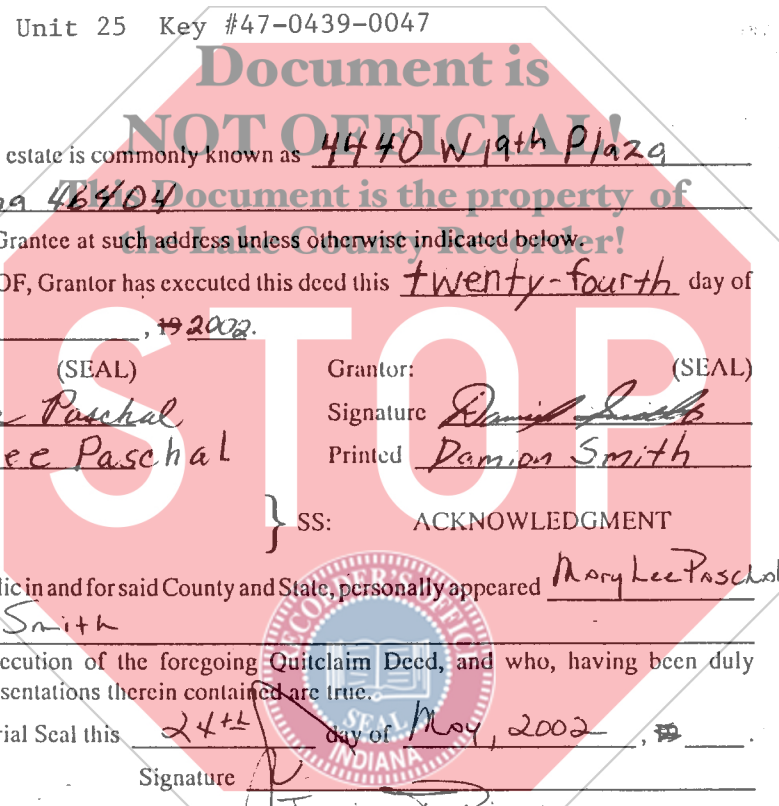 Unit 25 Key #47-0439-0047
Document is
NOT OFFICIAL!
estate is commonly known as 4440 W 19th Plaza
46404
This Document is the property of
Grantee at such address unless otherwise indicated below.
the Lake County Recorder!
OF, Grantor has executed this deed this twenty-fourth day of
, 19 2002.
STOP
(SEAL) Grantor: (SEAL)
Paschal Signature
ee Paschal Printed Damion Smith
} SS: ACKNOWLEDGMENT
lic in and for said County and State, personally appeared Mary Lee Paschal
Smith
ecution of the foregoing Quitclaim Deed, and who, having been duly
sentations therein contained are true.
rial Seal this 24th day of May, 2002, 19 .
RECORDER'S OFFICE
SEAL
INDIANA
Signature